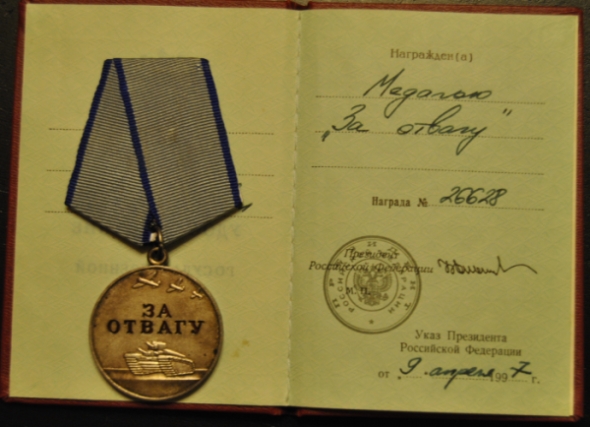 ЗА
ОТВАГУ
Награжден(а)
Медалью
„За отвагу"
Награда № 26628
Президент
Российской Федерации
М.П.
Указ Президента
Российской Федерации
от 9 апреля 1997 г.